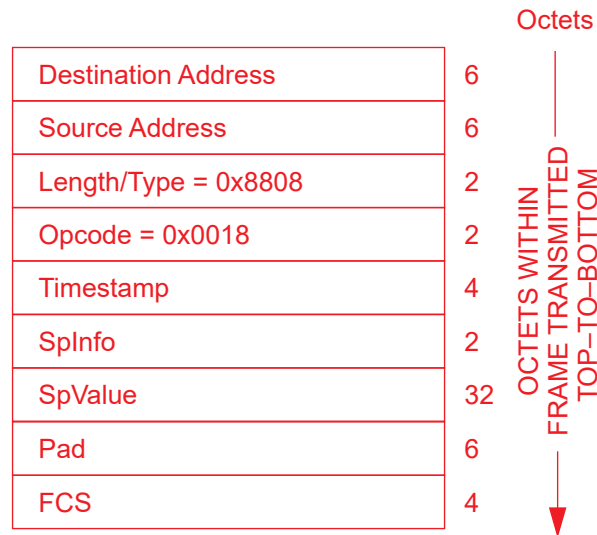 Octets
Destination Address 6
Source Address 6
Length/Type = 0x8808 2
Opcode = 0x0018 2
Timestamp 4
SpInfo 2
SpValue 32
Pad 6
FCS 4
OCTETS WITHIN
FRAME TRANSMITTED
TOP–TO–BOTTOM